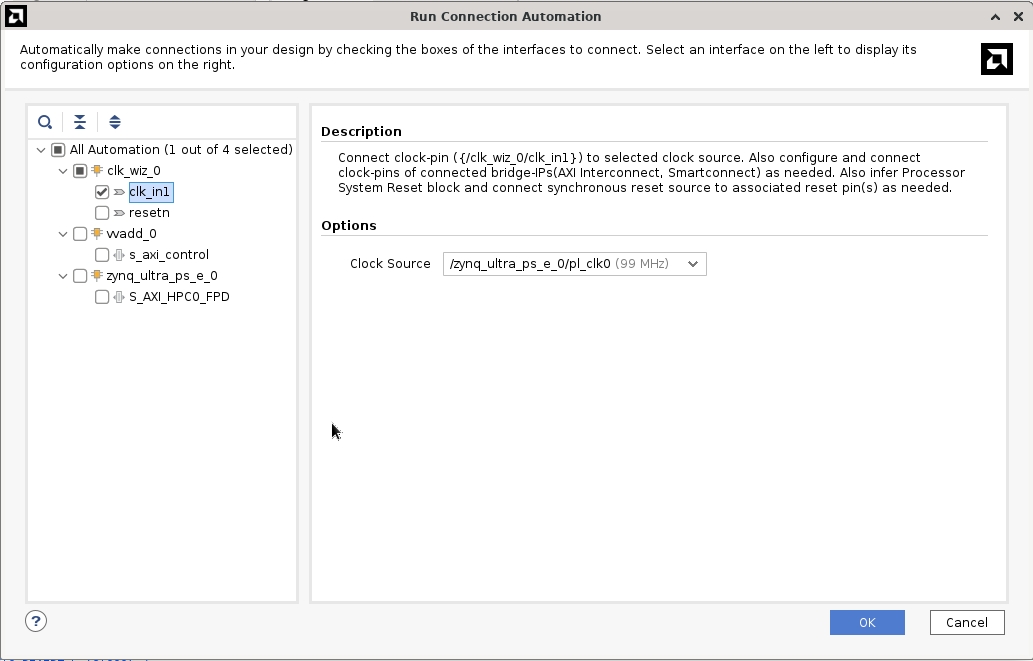 Run Connection Automation
Automatically make connections in your design by checking the boxes of the interfaces to connect. Select an interface on the left to display its
configuration options on the right.
All Automation (1 out of 4 selected)
clk_wiz_0
clk_in1
resetn
vvadd_0
s_axi_control
zynq_ultra_ps_e_0
S_AXI_HPC0_FPD
Description
Connect clock-pin ({/clk_wiz_0/clk_in1}) to selected clock source. Also configure and connect
clock-pins of connected bridge-IPs(AXI Interconnect, Smartconnect) as needed. Also infer Processor
System Reset block and connect synchronous reset source to associated reset pin(s) as needed.
Options
Clock Source /zynq_ultra_ps_e_0/pl_clk0 (99 MHz)
?
OK Cancel